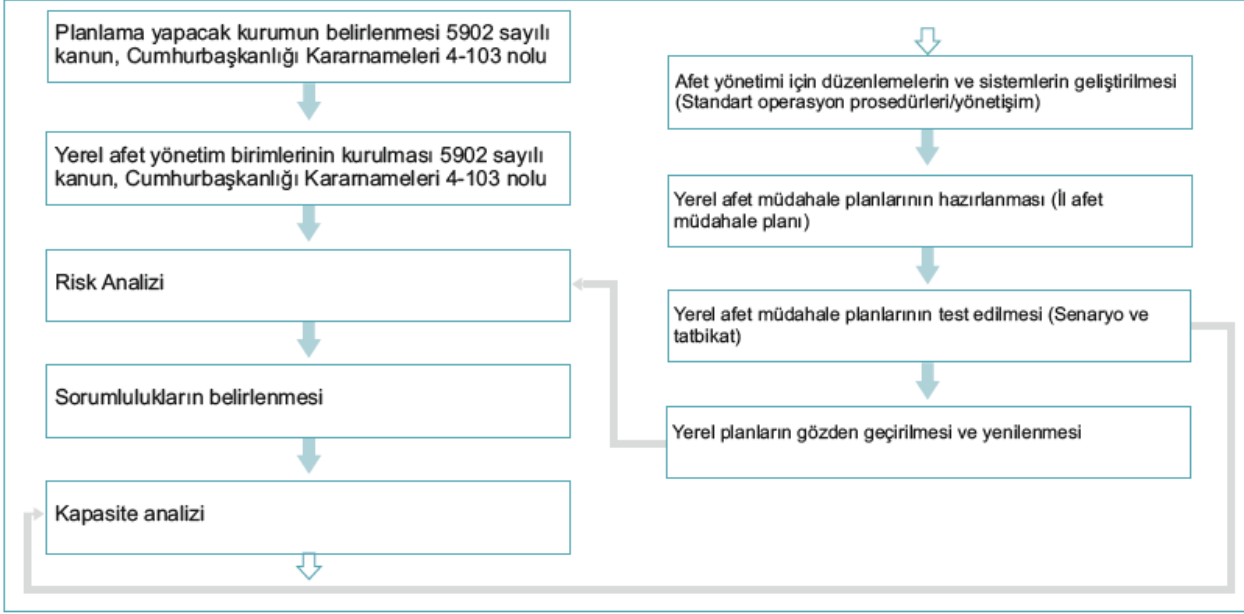 Planlama yapacak kurumun belirlenmesi 5902 sayılı
kanun, Cumhurbaşkanlığı Kararnameleri 4-103 nolu
Yerel afet yönetim birimlerinin kurulması 5902 sayılı
kanun, Cumhurbaşkanlığı Kararnameleri 4-103 nolu
Risk Analizi
Sorumlulukların belirlenmesi
Kapasite analizi
Afet yönetimi için düzenlemelerin ve sistemlerin geliştirilmesi
(Standart operasyon prosedürleri/yönetişim)
Yerel afet müdahale planlarının hazırlanması (İl afet
müdahale planı)
Yerel afet müdahale planlarının test edilmesi (Senaryo ve
tatbikat)
Yerel planların gözden geçirilmesi ve yenilenmesi